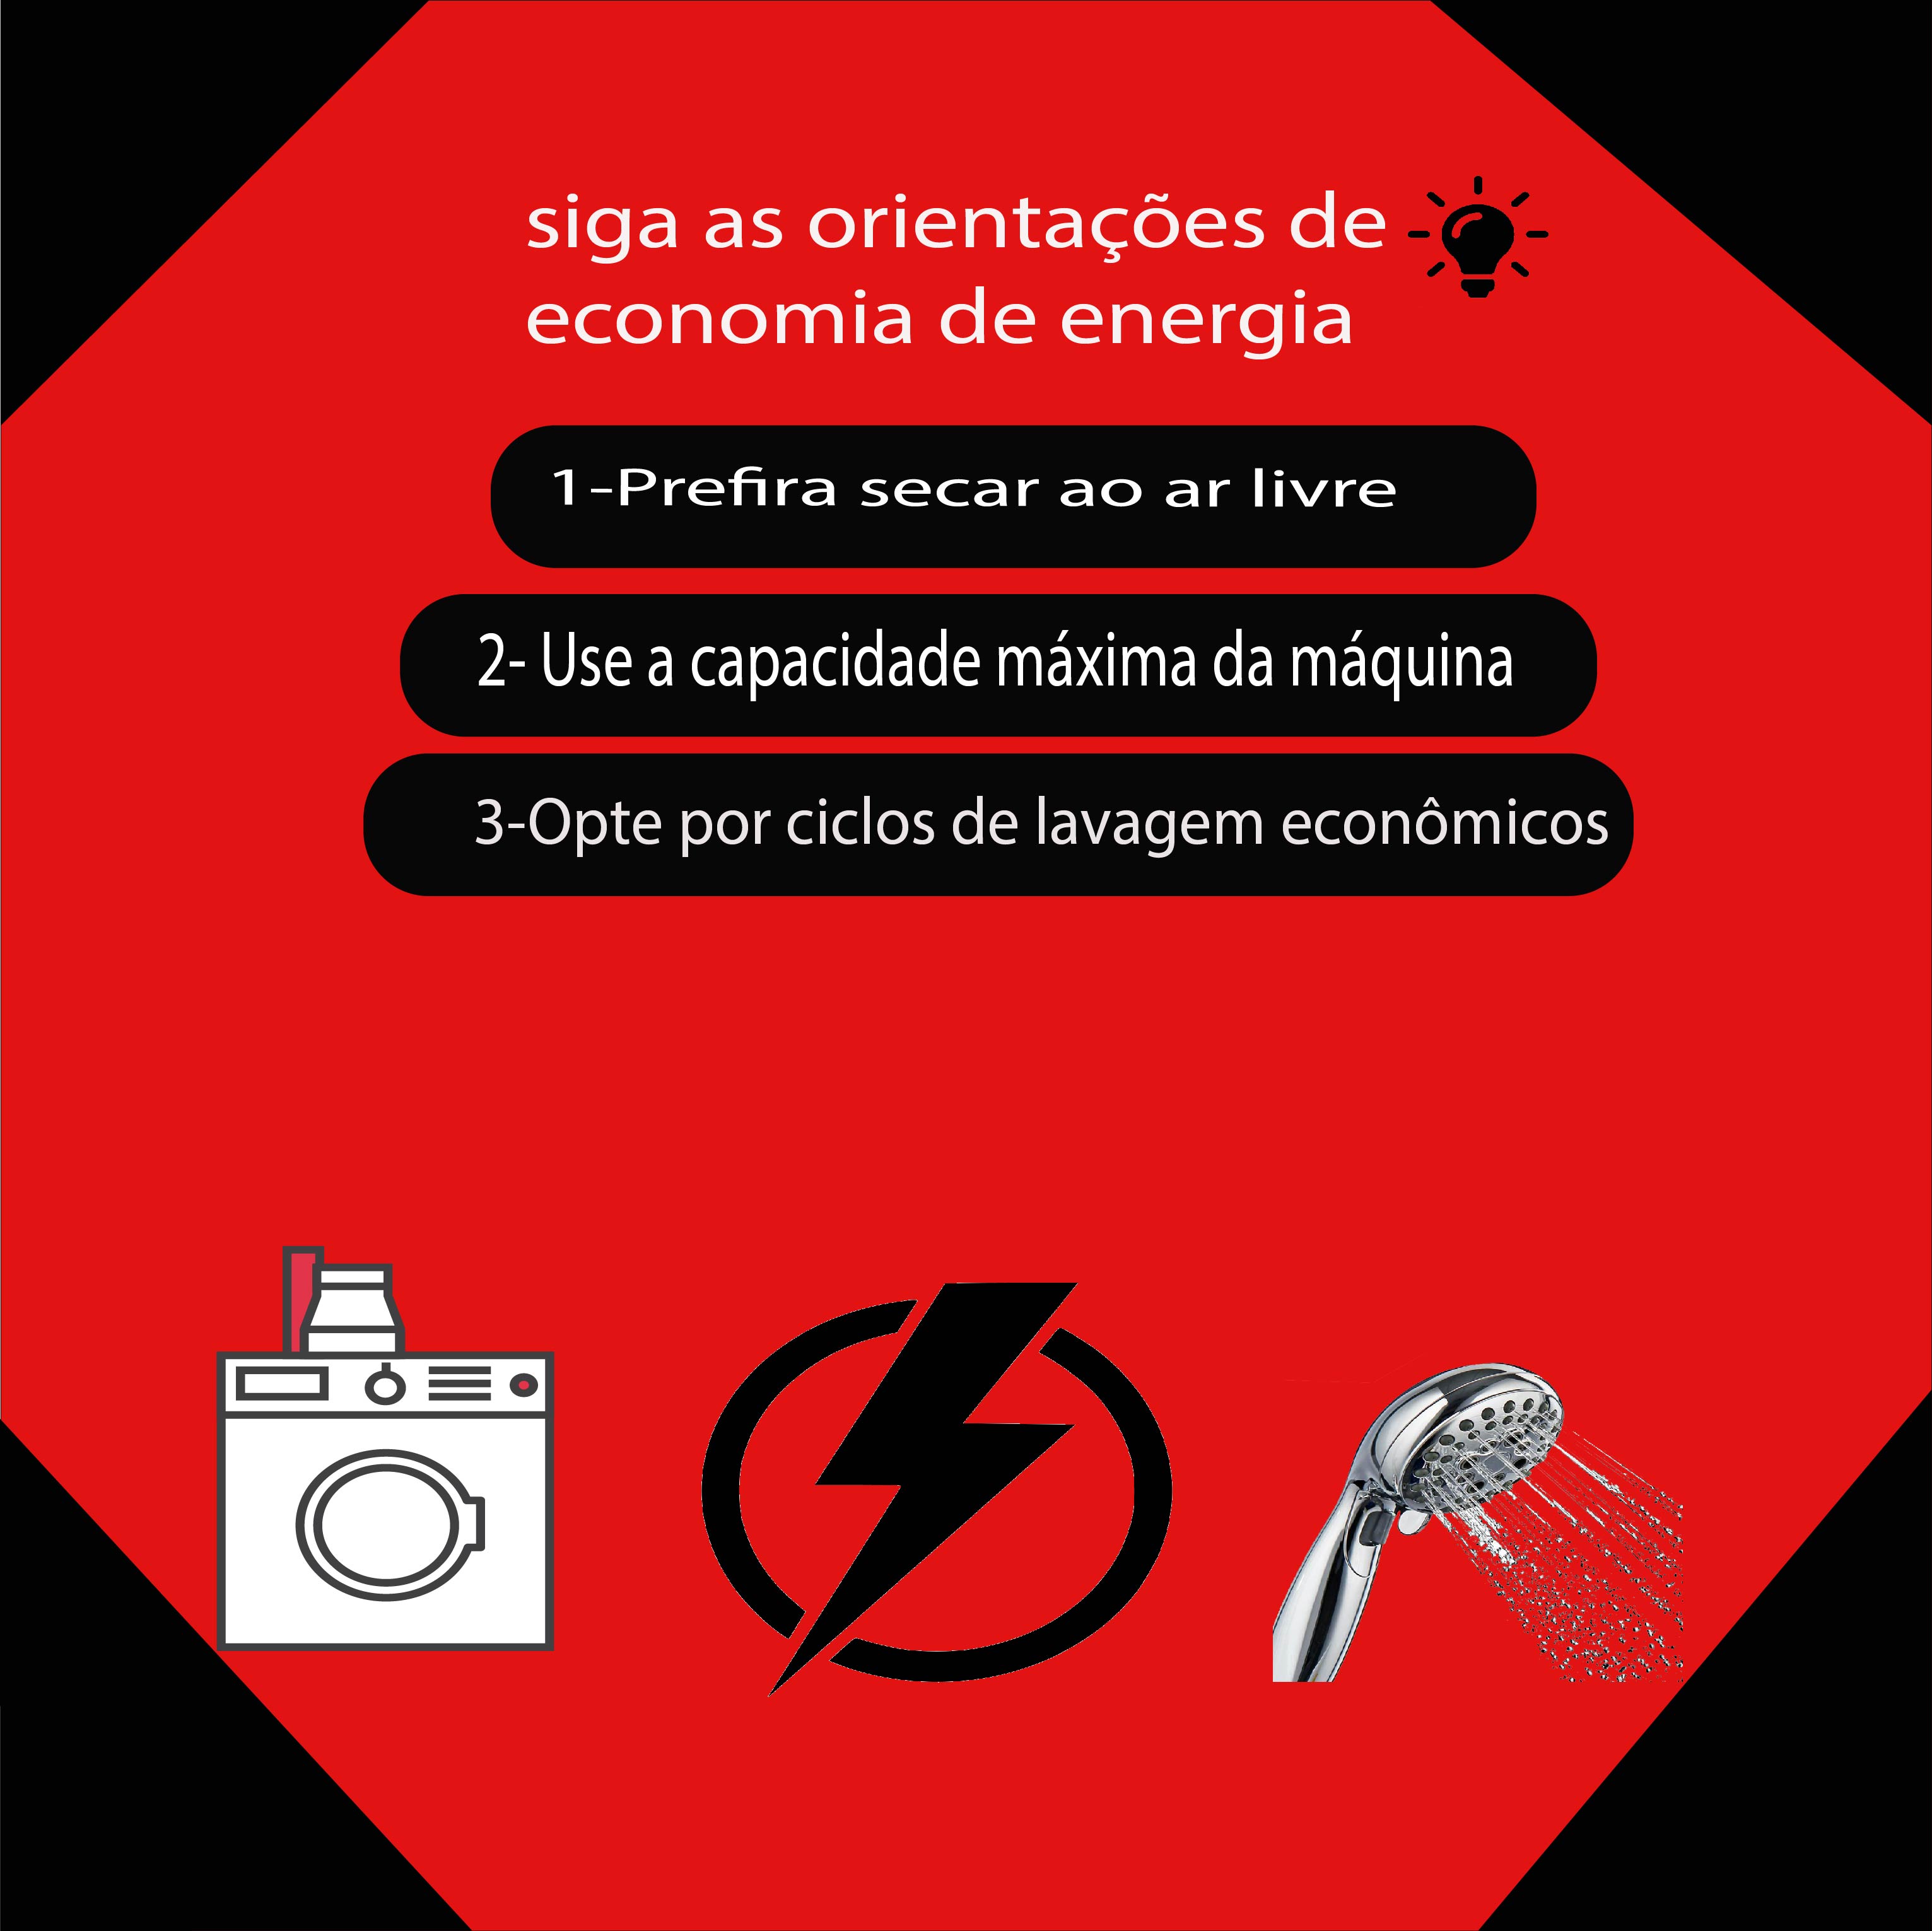 siga as orientações de
economia de energia
1-Prefira secar ao ar livre
2- Use a capacidade máxima da máquina
3-Opte por ciclos de lavagem econômicos